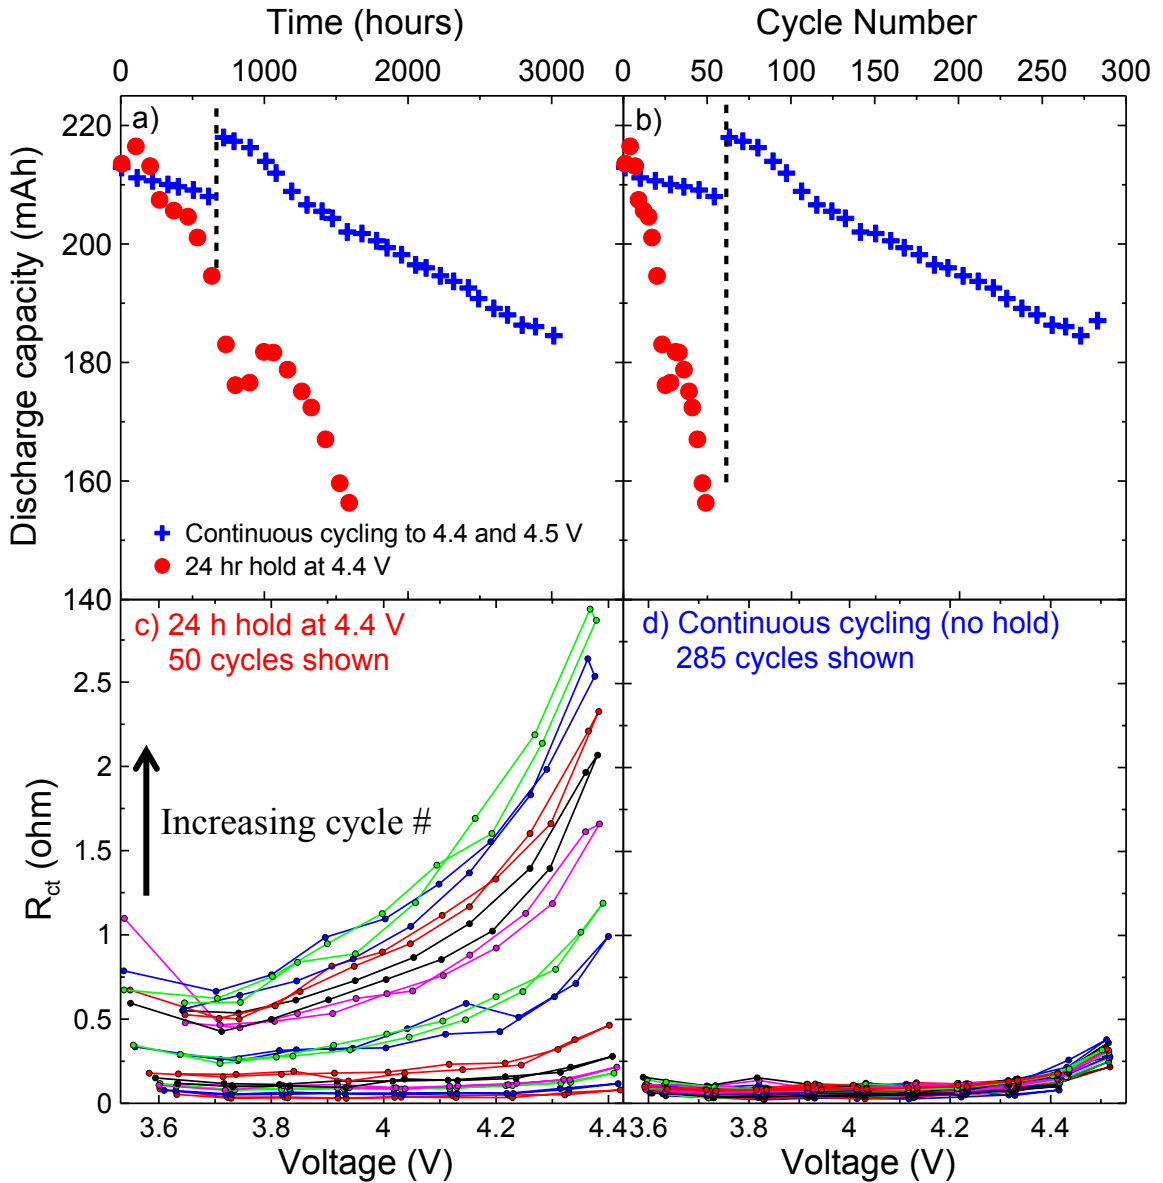 Time (hours) Cycle Number
0 1000 2000 3000 0 50 100 150 200 250 300
a) b)
220
200
180
160
140
Discharge capacity (mAh)
Continuous cycling to 4.4 and 4.5 V
24 hr hold at 4.4 V
c) 24 h hold at 4.4 V
50 cycles shown
d) Continuous cycling (no hold)
285 cycles shown
2.5
2
1.5
1
0.5
0
Rct (ohm)
Increasing cycle #
3.6 3.8 4 4.2 4.4 3.6 3.8 4 4.2 4.4
Voltage (V) Voltage (V)